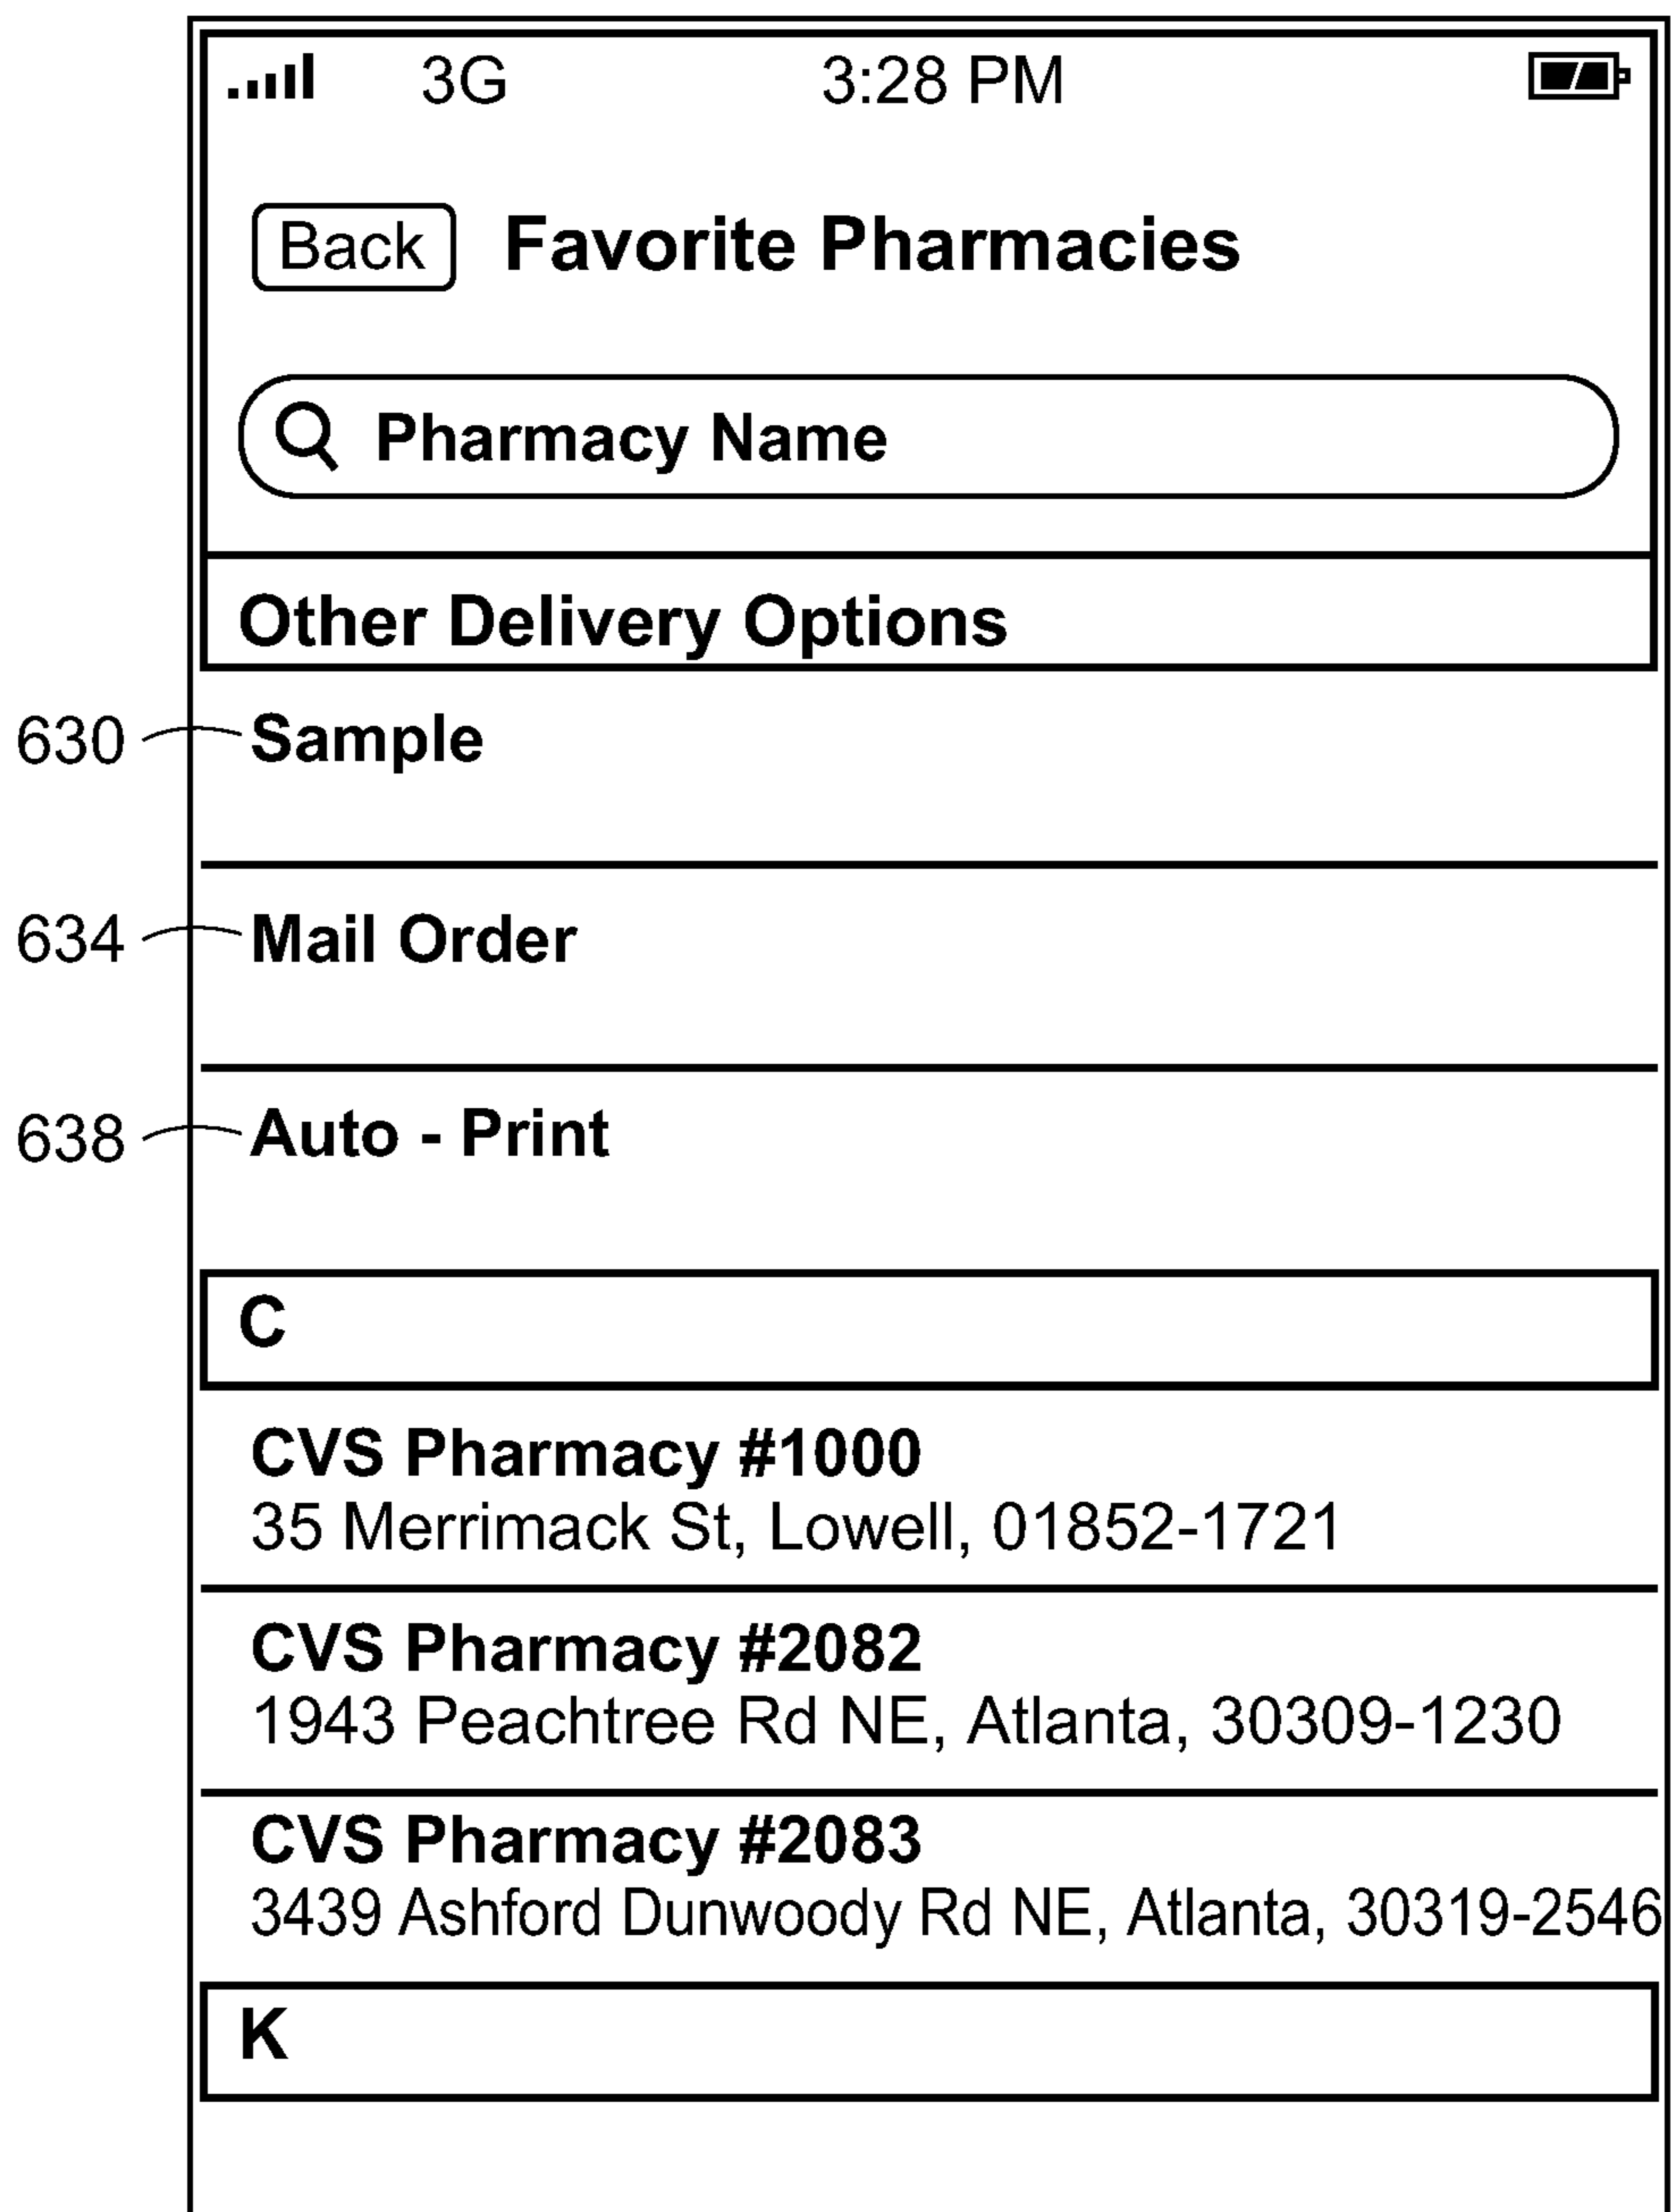 3G 3:28 PM
Back Favorite Pharmacies
Pharmacy Name
Other Delivery Options
630 Sample
634 Mail Order
638 Auto - Print
C
CVS Pharmacy #1000
35 Merrimack St, Lowell, 01852-1721
CVS Pharmacy #2082
1943 Peachtree Rd NE, Atlanta, 30309-1230
CVS Pharmacy #2083
3439 Ashford Dunwoody Rd NE, Atlanta, 30319-2546
K